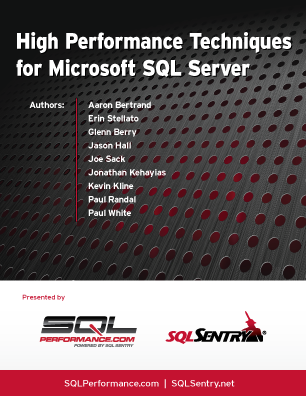 High Performance Techniques
for Microsoft SQL Server
Authors:
Aaron Bertrand
Erin Stellato
Glenn Berry
Jason Hall
Joe Sack
Jonathan Kehayias
Kevin Kline
Paul Randal
Paul White
Presented by
SQL
PERFORMANCE.COM
POWERED BY SQL SENTRY
SQLSENTRY®
SQLPerformance.com | SQLSentry.net